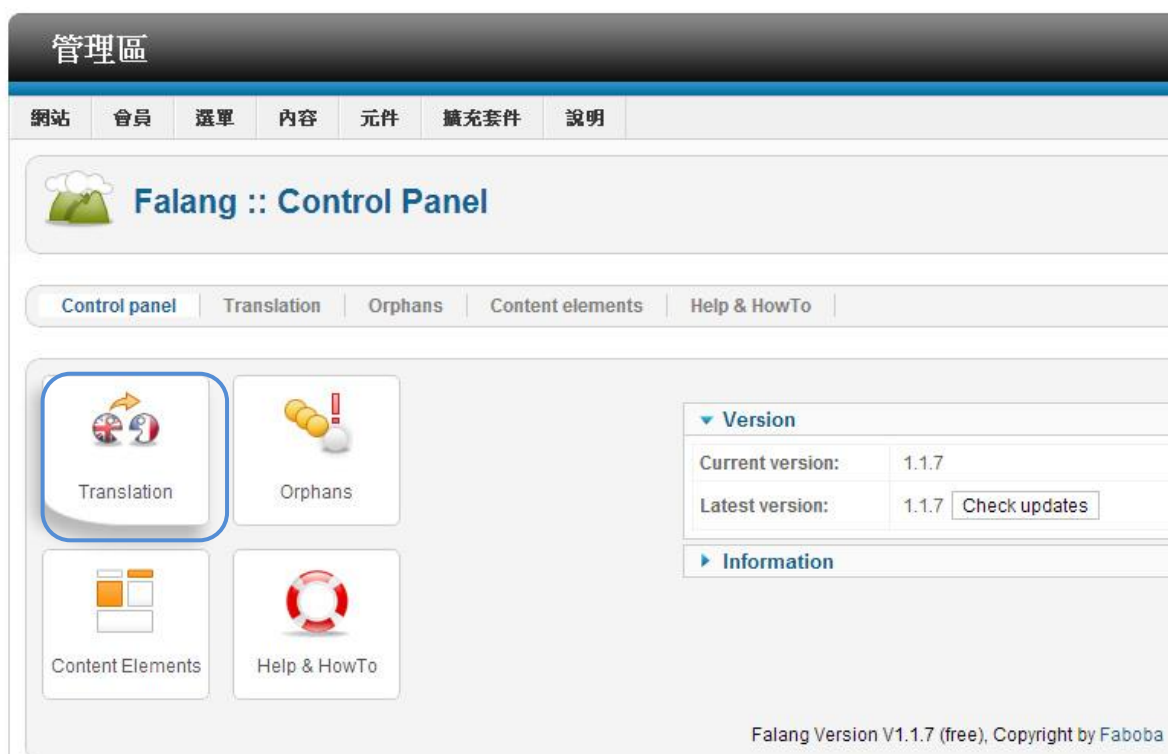 管理區
網站 會員 選單 內容 元件 擴充套件 說明
Falang :: Control Panel
Control panel Translation Orphans Content elements Help & HowTo
Translation Orphans
Content Elements Help & HowTo
Version
Current version: 1.1.7
Latest version: 1.1.7 Check updates
Information
Falang Version V1.1.7 (free), Copyright by Faboba